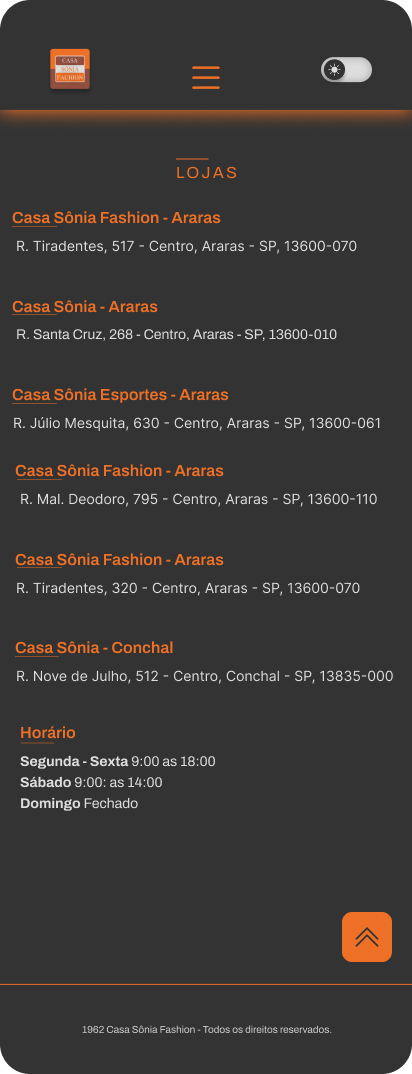 CASA
SÔNIA
FACHION
LOJAS
Casa Sônia Fashion - Araras
R. Tiradentes, 517 - Centro, Araras - SP, 13600-070
Casa Sônia - Araras
R. Santa Cruz, 268 - Centro, Araras - SP, 13600-010
Casa Sônia Esportes - Araras
R. Júlio Mesquita, 630 - Centro, Araras - SP, 13600-061
Casa Sônia Fashion - Araras
R. Mal. Deodoro, 795 - Centro, Araras - SP, 13600-110
Casa Sônia Fashion - Araras
R. Tiradentes, 320 - Centro, Araras - SP, 13600-070
Casa Sônia - Conchal
R. Nove de Julho, 512 - Centro, Conchal - SP, 13835-000
Horário
Segunda - Sexta 9:00 as 18:00
Sábado 9:00: as 14:00
Domingo Fechado
1962 Casa Sônia Fashion - Todos os direitos reservados.